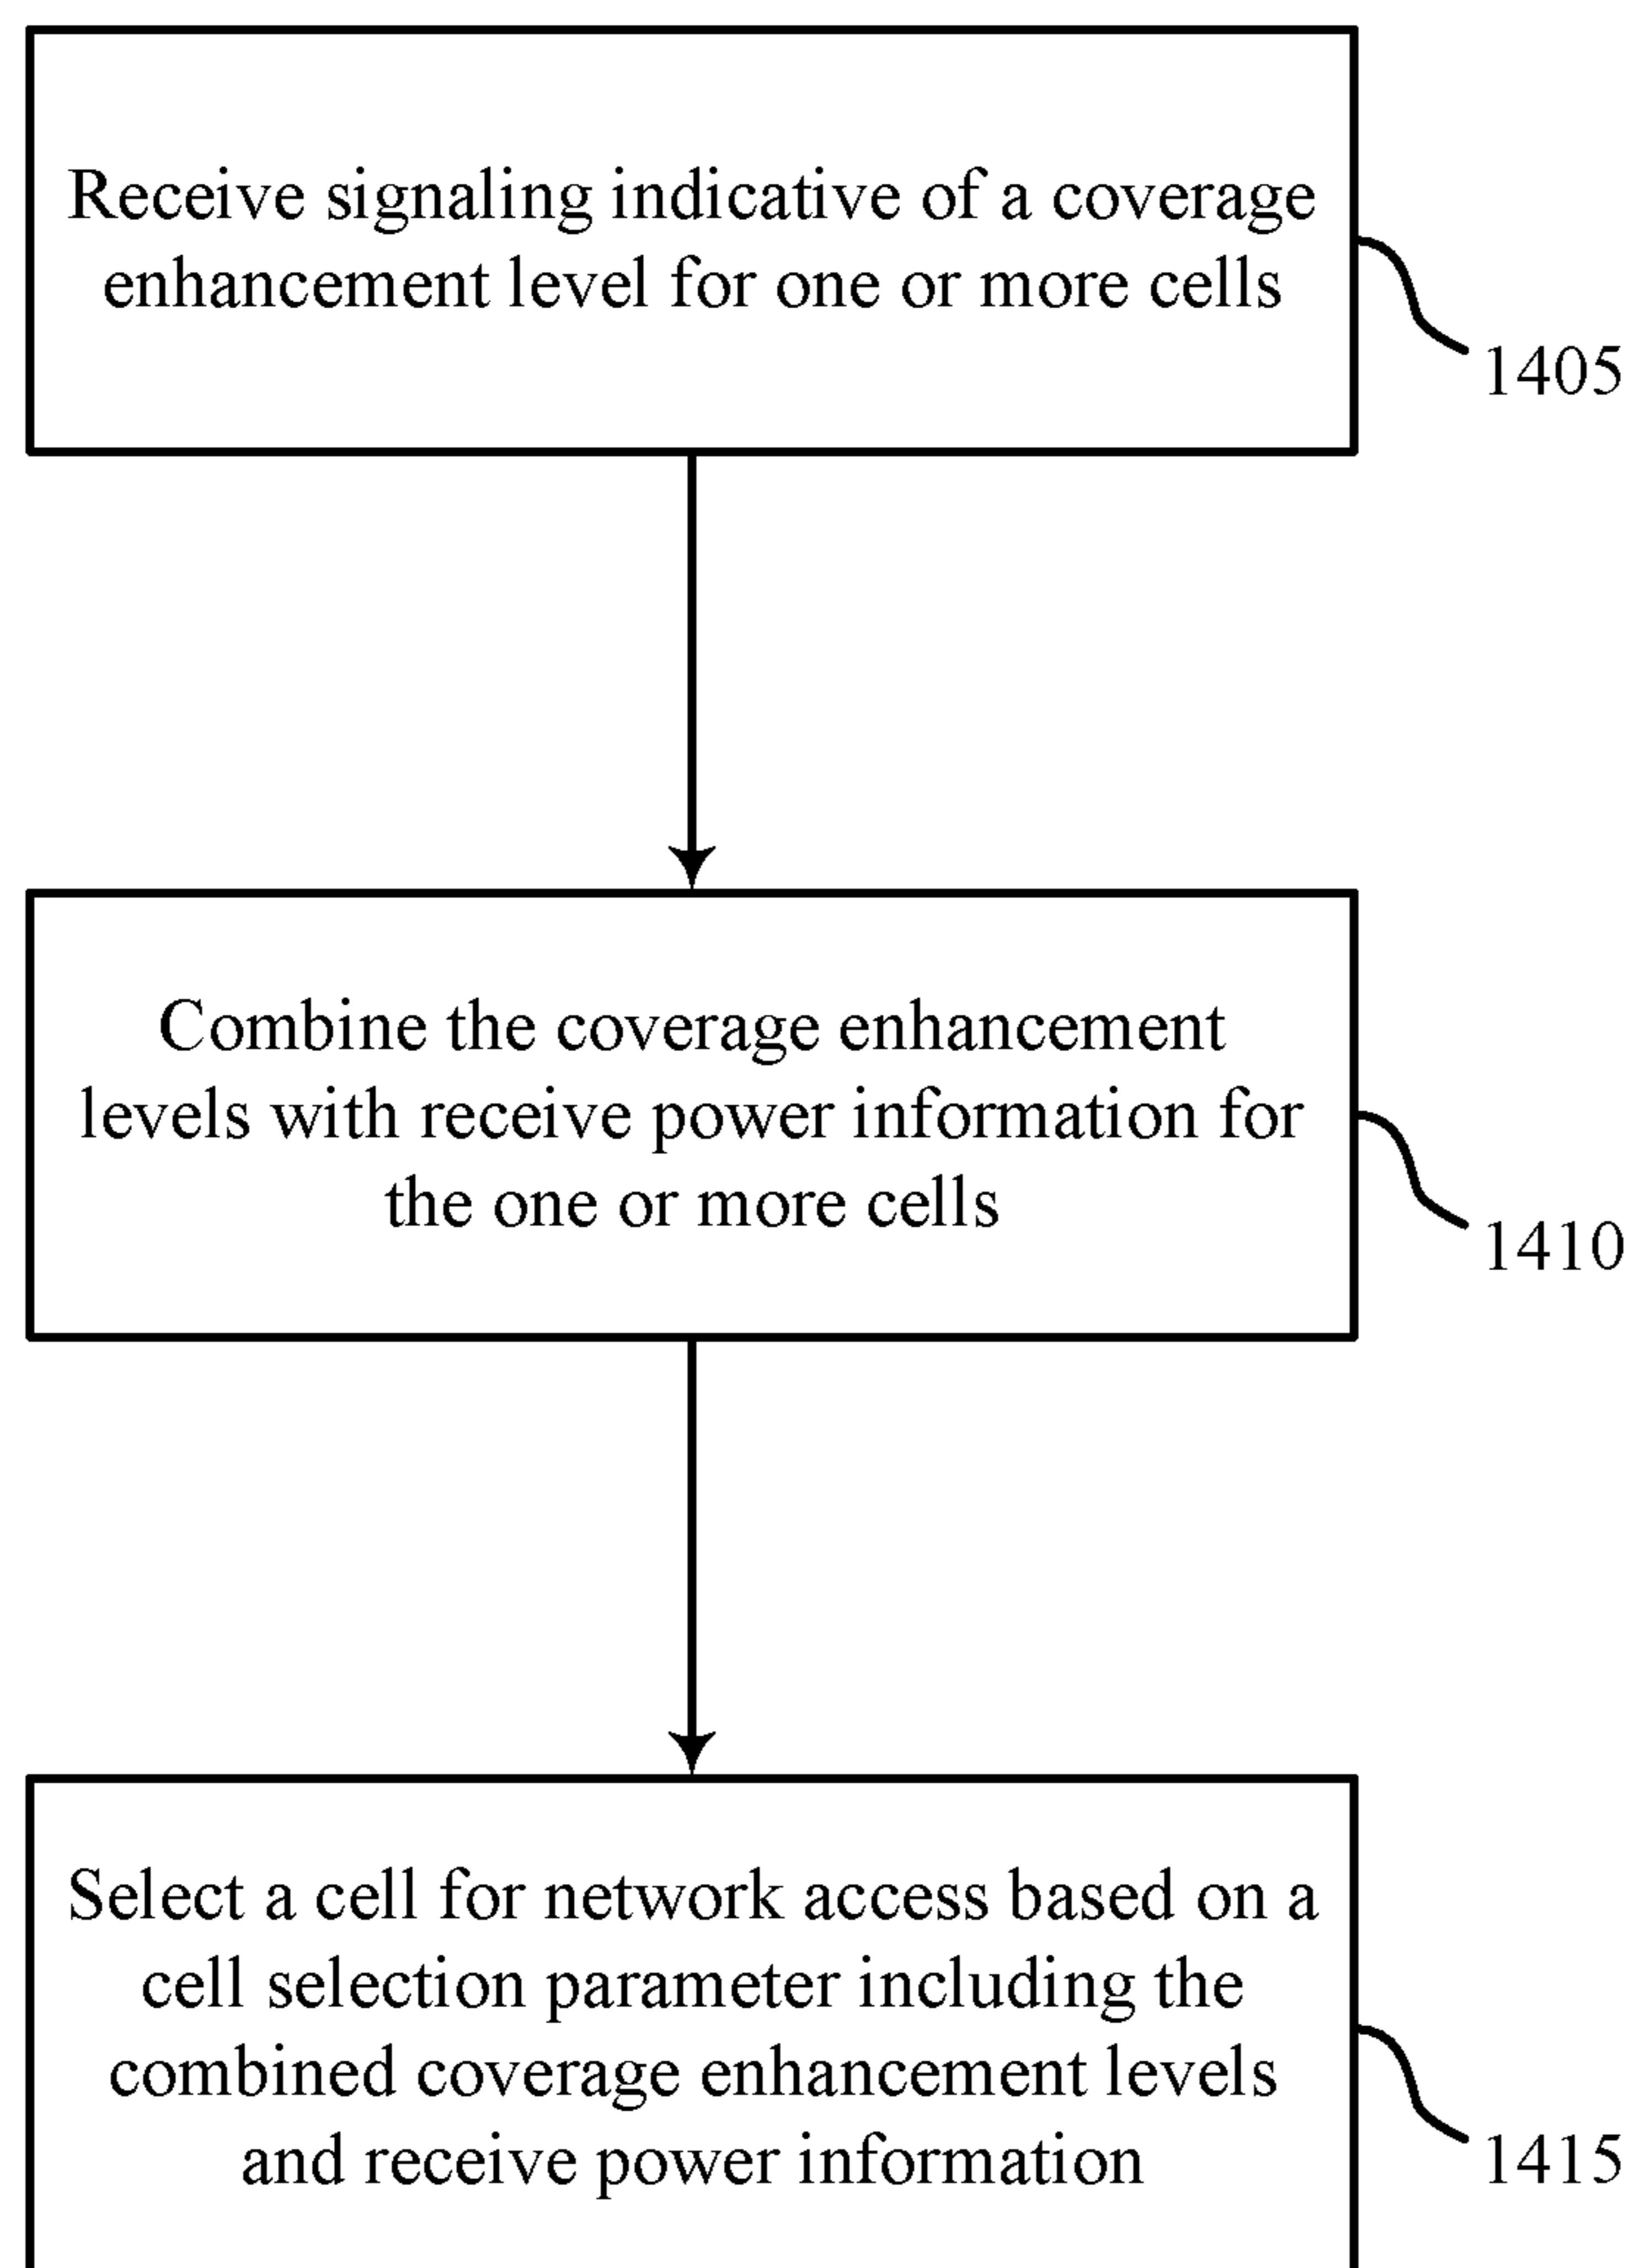 Receive signaling indicative of a coverage
enhancement level for one or more cells
1405
Combine the coverage enhancement
levels with receive power information for
the one or more cells
1410
Select a cell for network access based on a
cell selection parameter including the
combined coverage enhancement levels
and receive power information
1415